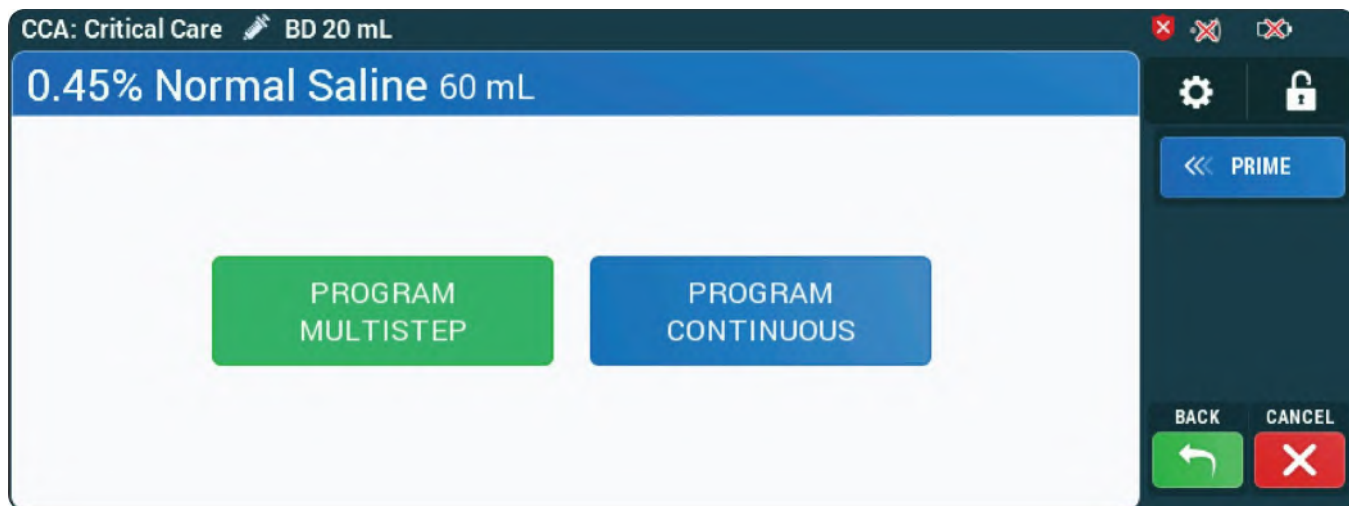 CCA: Critical Care BD 20 mL
0.45% Normal Saline 60 mL
PRIME
PROGRAM
MULTISTEP
PROGRAM
CONTINUOUS
BACK CANCEL